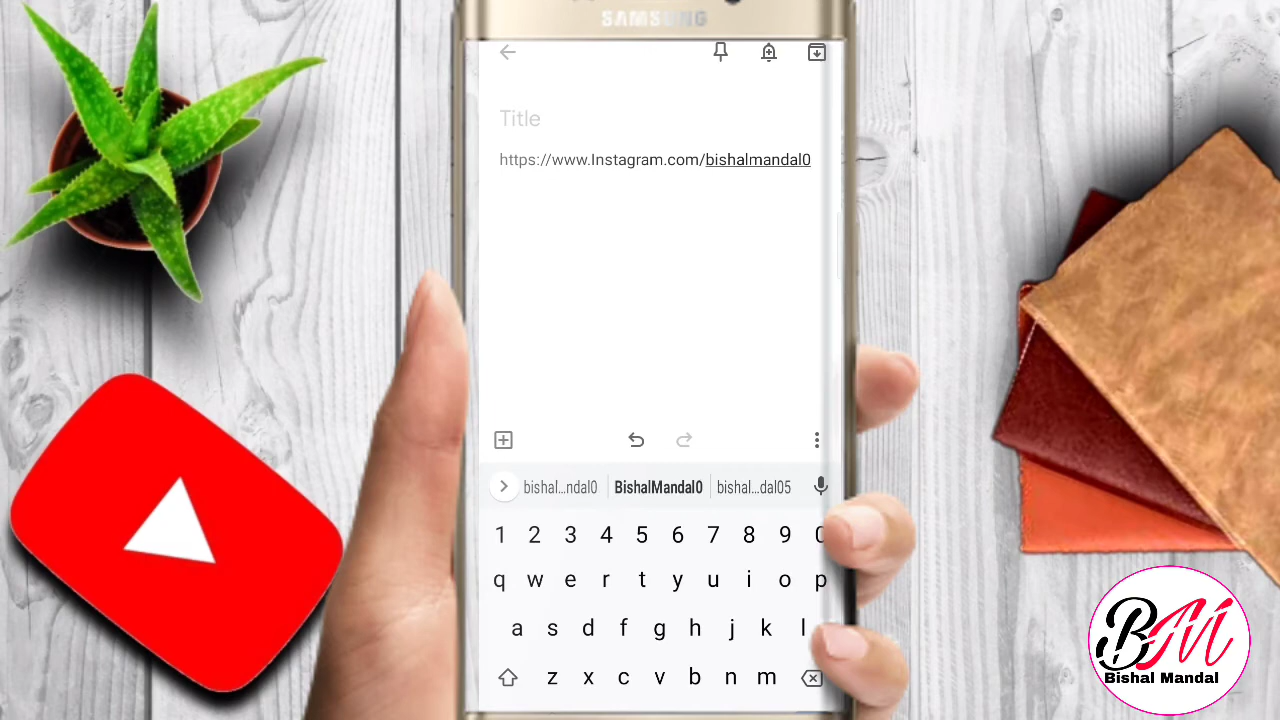 SAMSUNG
Title
https://www.Instagram.com/bishalmandal0
bishal...ndal0 BishalMandal0 bishal...dal05
1 2 3 4 5 6 7 8 9 0
q w e r t y u i o p
a s d f g h j k l
z x c v b n m
BM
Bishal Mandal